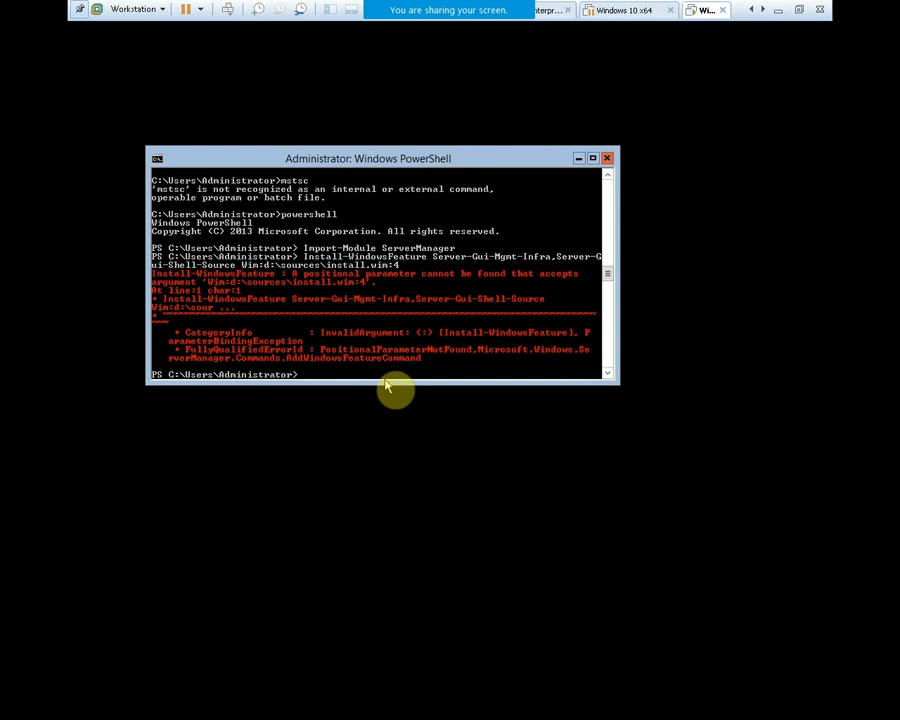 Workstation
You are sharing your screen.
terpr...
Windows 10 x64
Wi...
Administrator: Windows PowerShell
C:\Users\Administrator>mstsc
'mstsc' is not recognized as an internal or external command,
operable program or batch file.
C:\Users\Administrator>powershell
Windows PowerShell
Copyright (C) 2013 Microsoft Corporation. All rights reserved.
PS C:\Users\Administrator> Import-Module ServerManager
PS C:\Users\Administrator> Install-WindowsFeature Server-Gui-Mgmt-Infra,Server-G
ui-Shell-Source Wim:d:\sources\install.wim:4
Install-WindowsFeature : A positional parameter cannot be found that accepts
argument 'Wim:d:\sources\install.wim:4'.
At line:1 char:1
+ Install-WindowsFeature Server-Gui-Mgmt-Infra,Server-Gui-Shell-Source
Wim:d:\sour ...
+ ~~~~~~~~~~~~~~~~~~~~~~~~~~~~~~~~~~~~~~~~~~~~~~~~~~~~~~~~~~~~~~~~~~~~~~~~~~~~
~~~
+ CategoryInfo : InvalidArgument: (:) [Install-WindowsFeature], P
arameterBindingException
+ FullyQualifiedErrorId : PositionalParameterNotFound,Microsoft.Windows.Se
rverManager.Commands.AddWindowsFeatureCommand
PS C:\Users\Administrator>